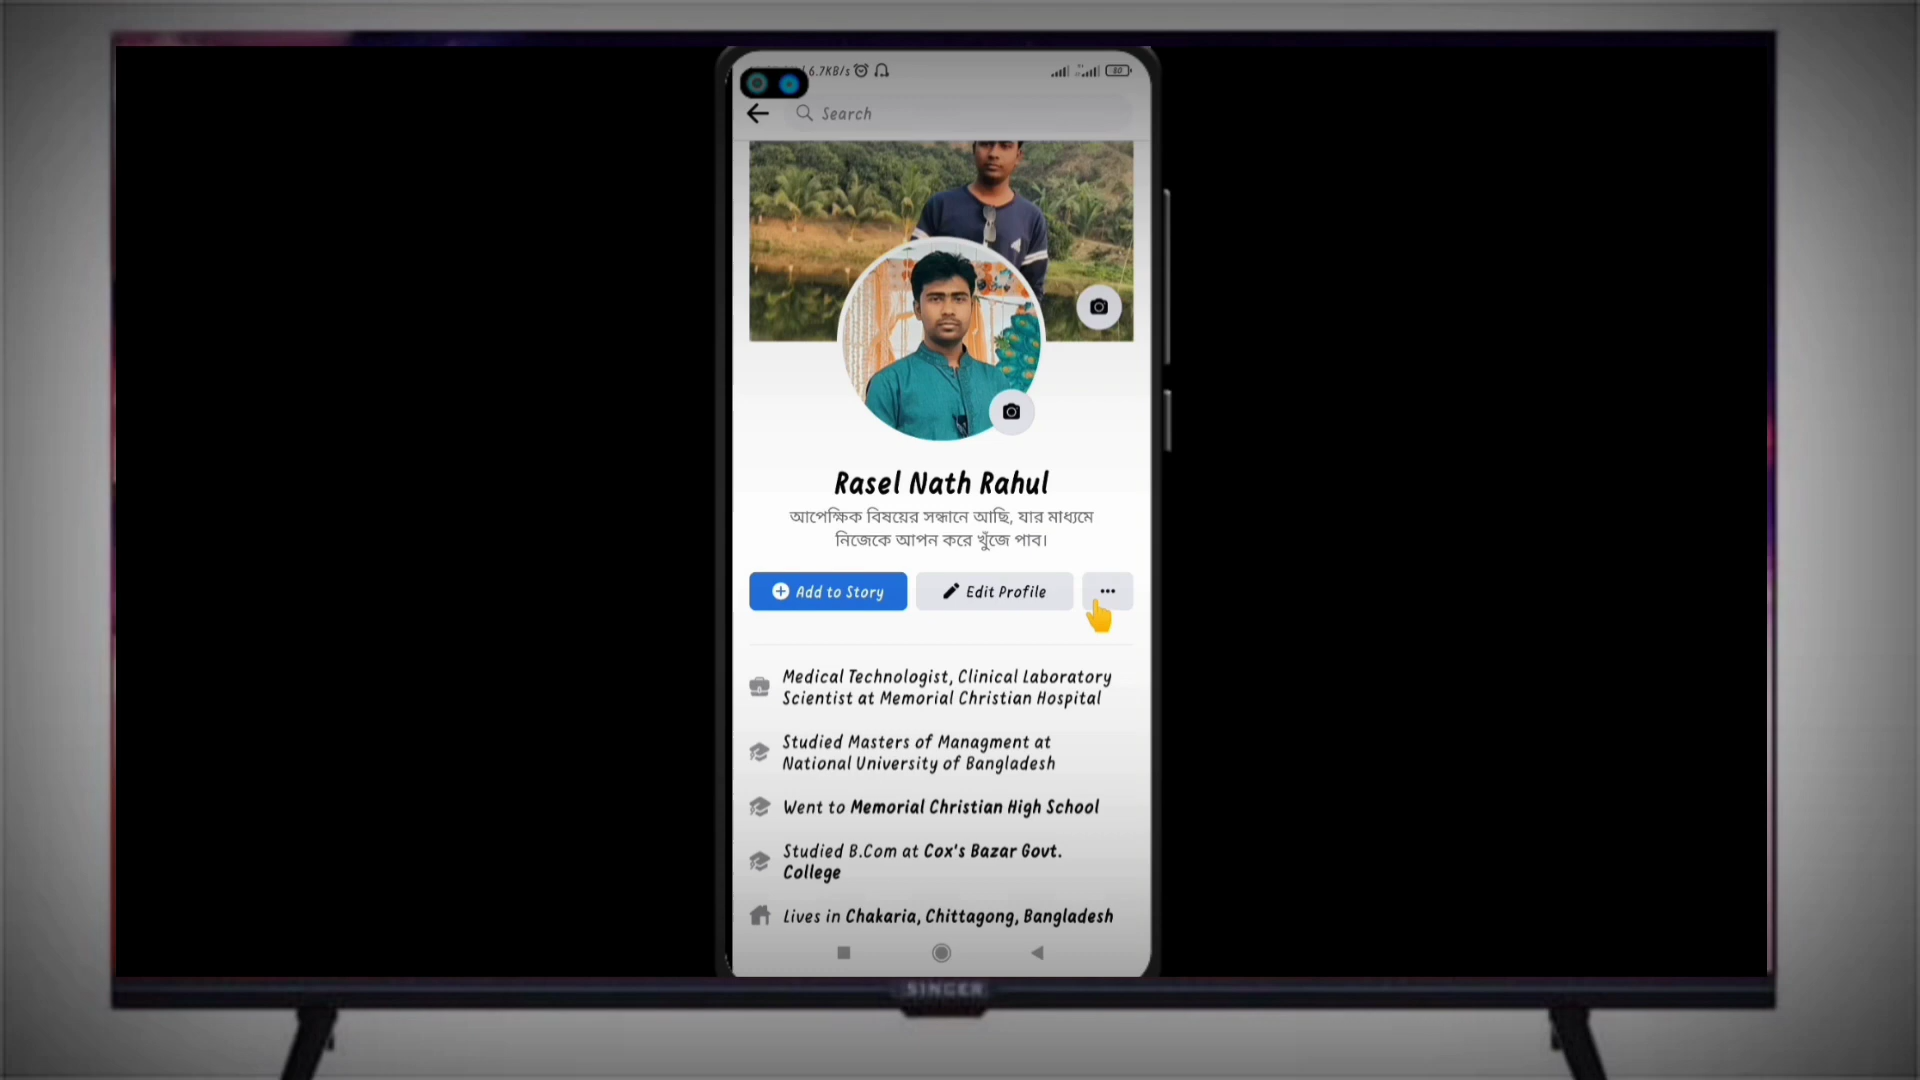 6.7KB/s
80
Search
Rasel Nath Rahul
আপেক্ষিক বিষয়ের সন্ধানে আছি, যার মাধ্যমে
নিজেকে আপন করে খুঁজে পাব।
Add to Story
Edit Profile
Medical Technologist, Clinical Laboratory
Scientist at Memorial Christian Hospital
Studied Masters of Managment at
National University of Bangladesh
Went to Memorial Christian High School
Studied B.Com at Cox's Bazar Govt.
College
Lives in Chakaria, Chittagong, Bangladesh
SINGER